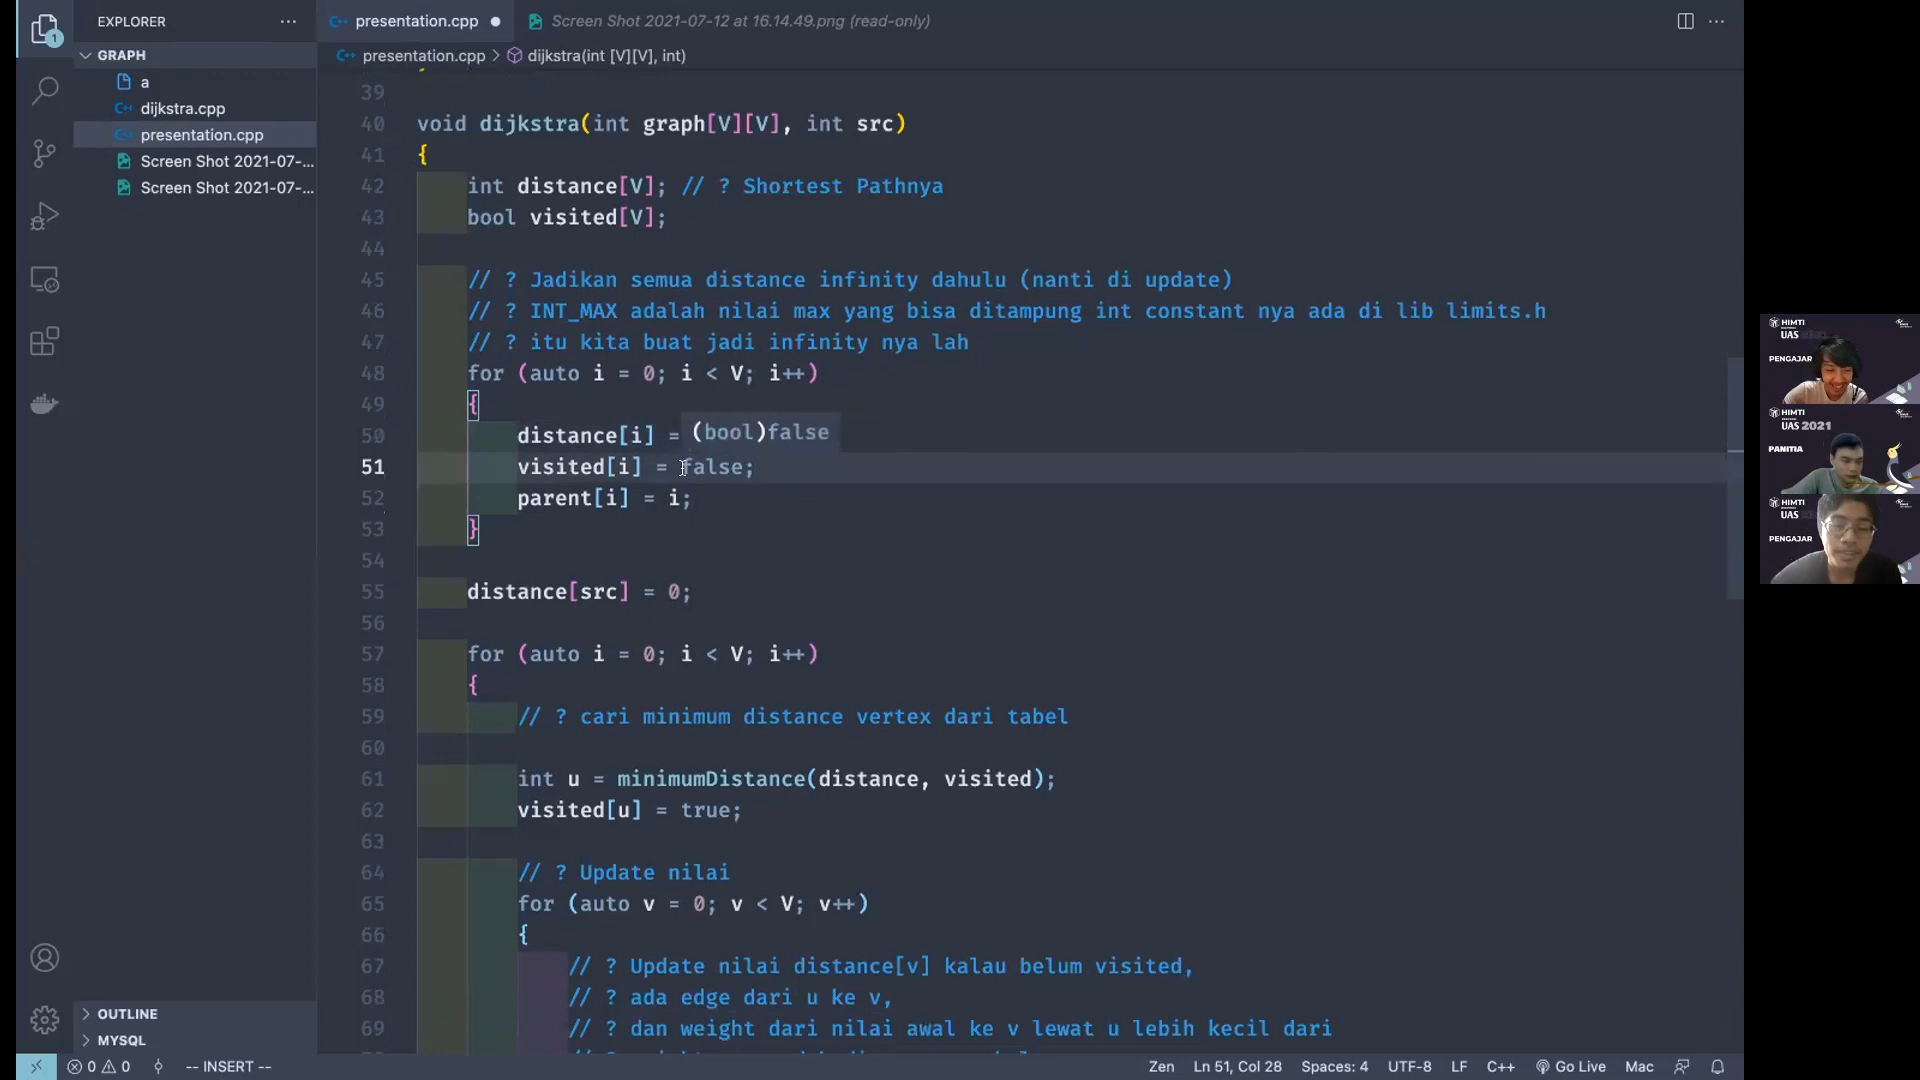 EXPLORER
GRAPH
a
dijkstra.cpp
presentation.cpp
Screen Shot 2021-07-...
Screen Shot 2021-07-...
OUTLINE
MYSQL
presentation.cpp
Screen Shot 2021-07-12 at 16.14.49.png (read-only)
presentation.cpp > dijkstra(int [V][V], int)
39
40 void dijkstra(int graph[V][V], int src)
41 {
42 int distance[V]; // ? Shortest Pathnya
43 bool visited[V];
44
45 // ? Jadikan semua distance infinity dahulu (nanti di update)
46 // ? INT_MAX adalah nilai max yang bisa ditampung int constant nya ada di lib limits.h
47 // ? itu kita buat jadi infinity nya lah
48 for (auto i = 0; i < V; i++)
49 {
50 distance[i] = (bool)false
51 visited[i] = false;
52 parent[i] = i;
53 }
54
55 distance[src] = 0;
56
57 for (auto i = 0; i < V; i++)
58 {
59 // ? cari minimum distance vertex dari tabel
60
61 int u = minimumDistance(distance, visited);
62 visited[u] = true;
63
64 // ? Update nilai
65 for (auto v = 0; v < V; v++)
66 {
67 // ? Update nilai distance[v] kalau belum visited,
68 // ? ada edge dari u ke v,
69 // ? dan weight dari nilai awal ke v lewat u lebih kecil dari
HIMTI
UAS
PENGAJAR
HIMTI
UAS 2021
PANITIA
HIMTI
UAS
PENGAJAR
1
0 0
-- INSERT --
Zen
Ln 51, Col 28
Spaces: 4
UTF-8
LF
C++
Go Live
Mac